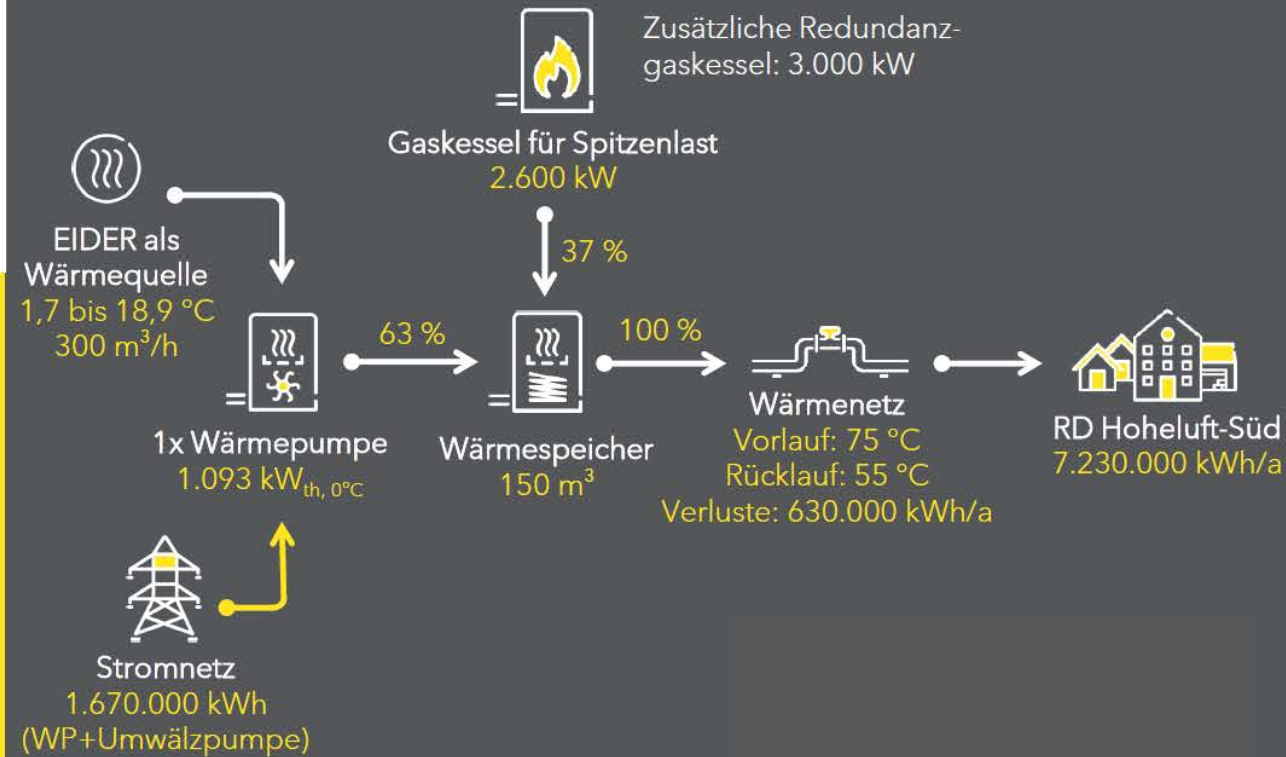 Zusätzliche Redundanz-
gaskessel: 3.000 kW
Gaskessel für Spitzenlast
2.600 kW
37 %
EIDER als
Wärmequelle
1,7 bis 18,9 °C
300 m³/h
63 %
100 %
1x Wärmepumpe
1.093 kWth, 0°C
Wärmespeicher
150 m³
Wärmenetz
Vorlauf: 75 °C
Rücklauf: 55 °C
Verluste: 630.000 kWh/a
RD Hoheluft-Süd
7.230.000 kWh/a
Stromnetz
1.670.000 kWh
(WP+Umwälzpumpe)